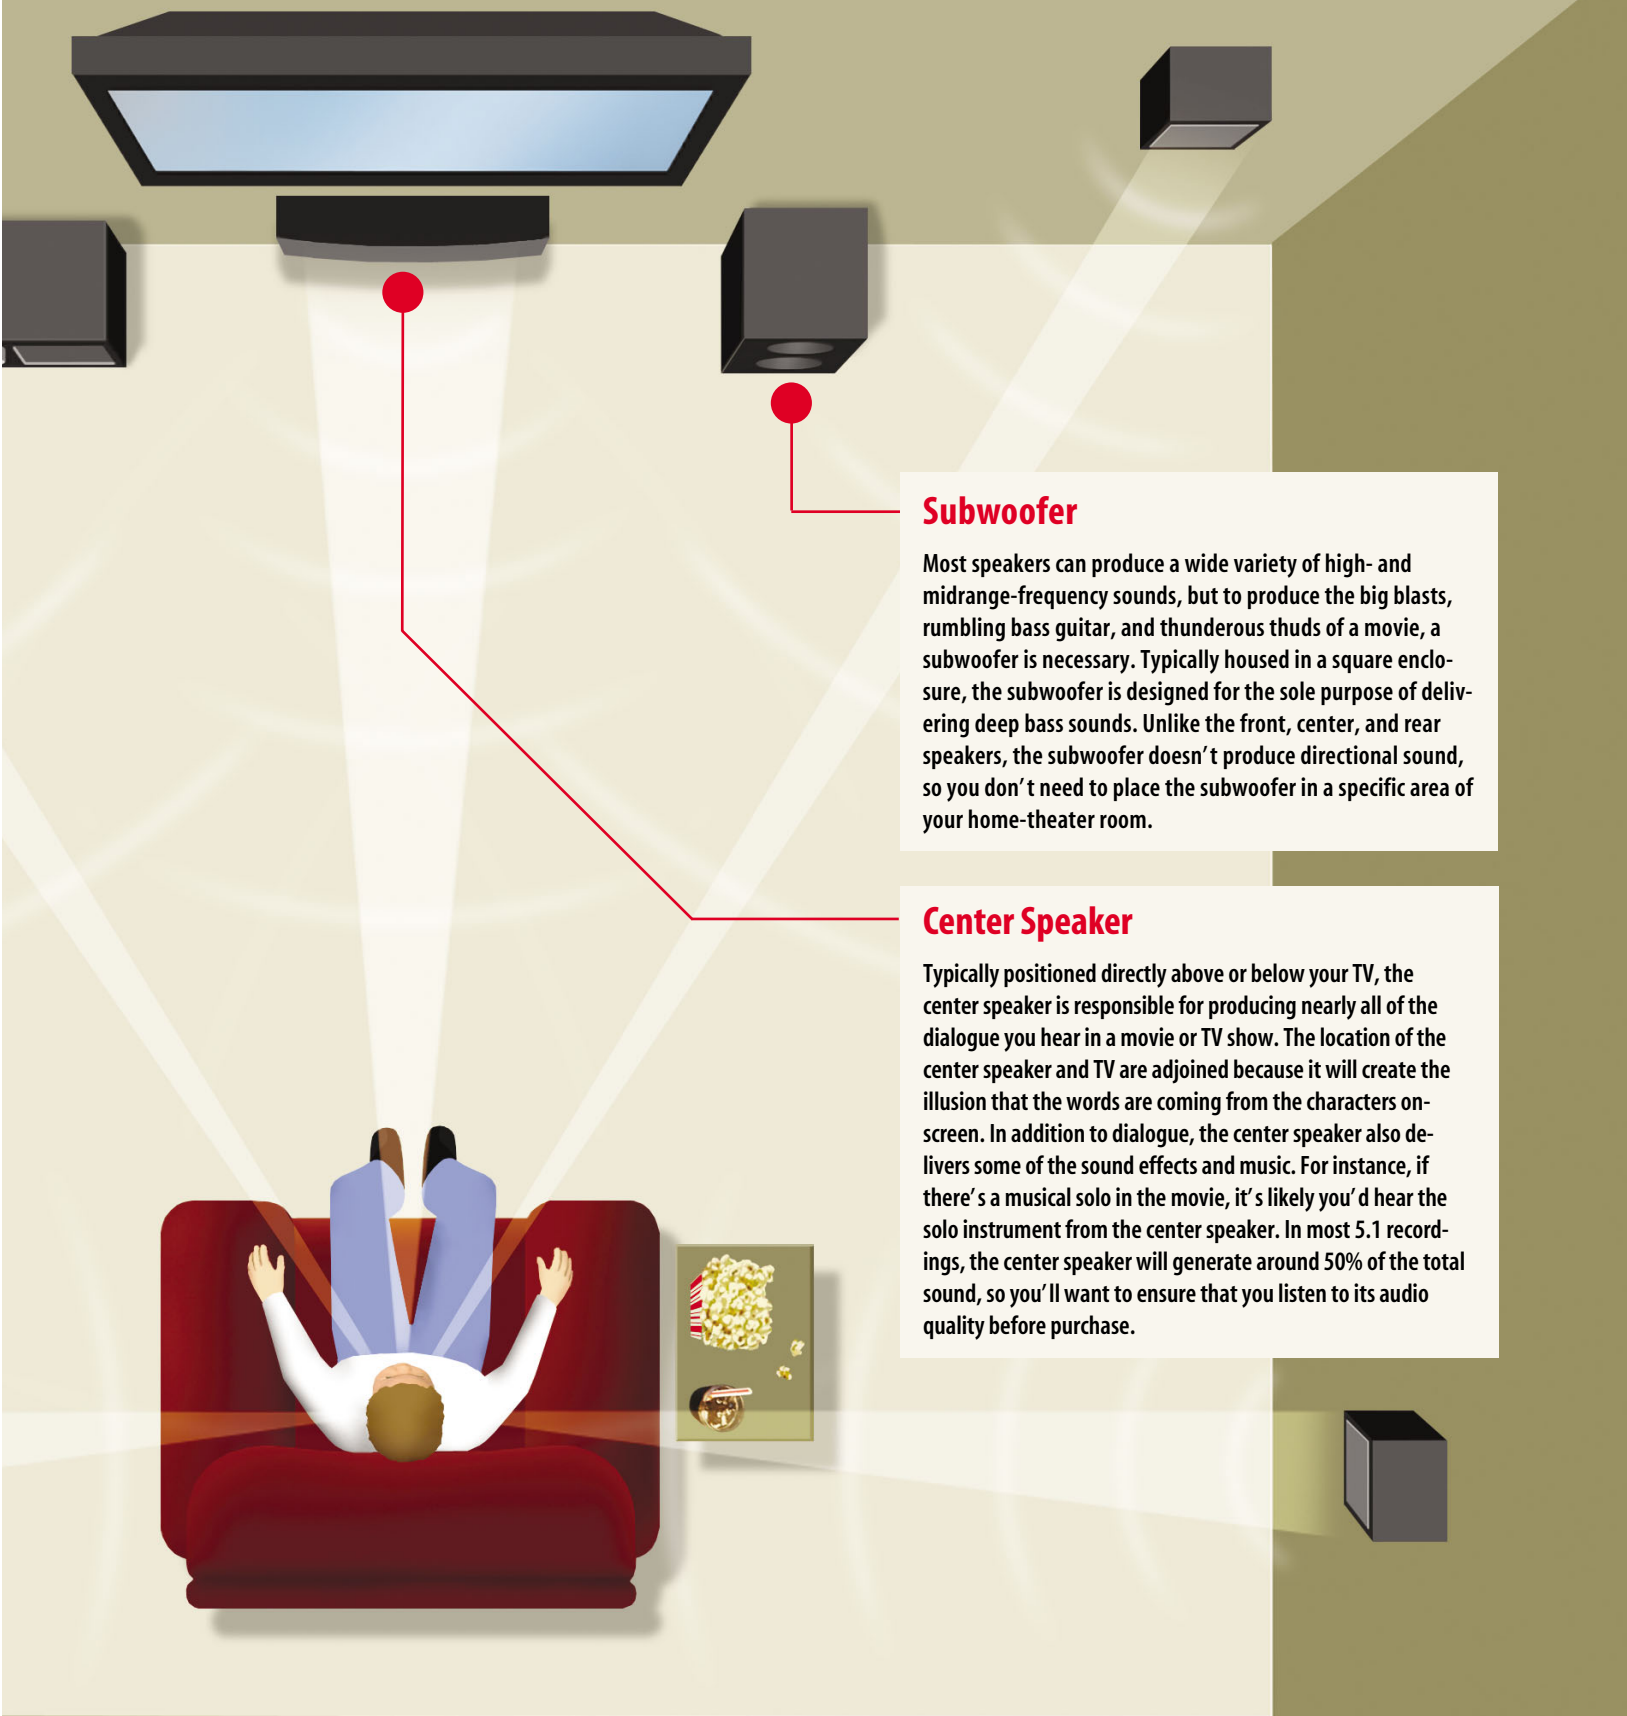 Subwoofer
Most speakers can produce a wide variety of high- and
midrange-frequency sounds, but to produce the big blasts,
rumbling bass guitar, and thunderous thuds of a movie, a
subwoofer is necessary. Typically housed in a square enclo-
sure, the subwoofer is designed for the sole purpose of deliv-
ering deep bass sounds. Unlike the front, center, and rear
speakers, the subwoofer doesn't produce directional sound,
so you don't need to place the subwoofer in a specific area of
your home-theater room.
Center Speaker
Typically positioned directly above or below your TV, the
center speaker is responsible for producing nearly all of the
dialogue you hear in a movie or TV show. The location of the
center speaker and TV are adjoined because it will create the
illusion that the words are coming from the characters on-
screen. In addition to dialogue, the center speaker also de-
livers some of the sound effects and music. For instance, if
there's a musical solo in the movie, it's likely you'd hear the
solo instrument from the center speaker. In most 5.1 record-
ings, the center speaker will generate around 50% of the total
sound, so you'll want to ensure that you listen to its audio
quality before purchase.